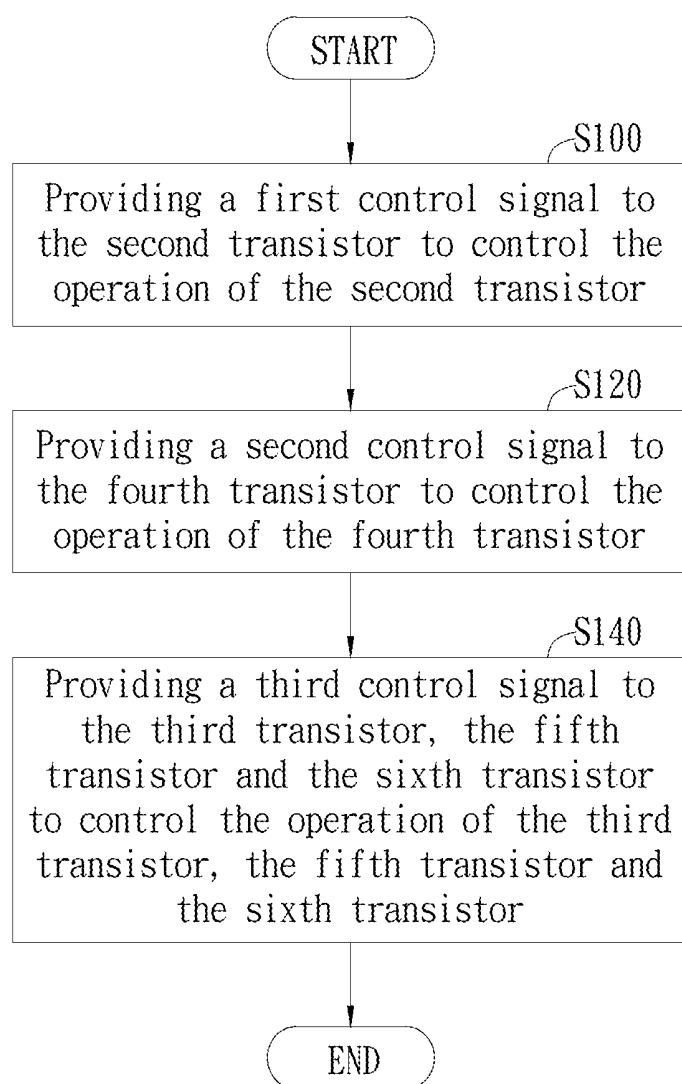 START
S100
Providing a first control signal to
the second transistor to control the
operation of the second transistor
S120
Providing a second control signal to
the fourth transistor to control the
operation of the fourth transistor
S140
Providing a third control signal to
the third transistor, the fifth
transistor and the sixth transistor
to control the operation of the third
transistor, the fifth transistor and
the sixth transistor
END